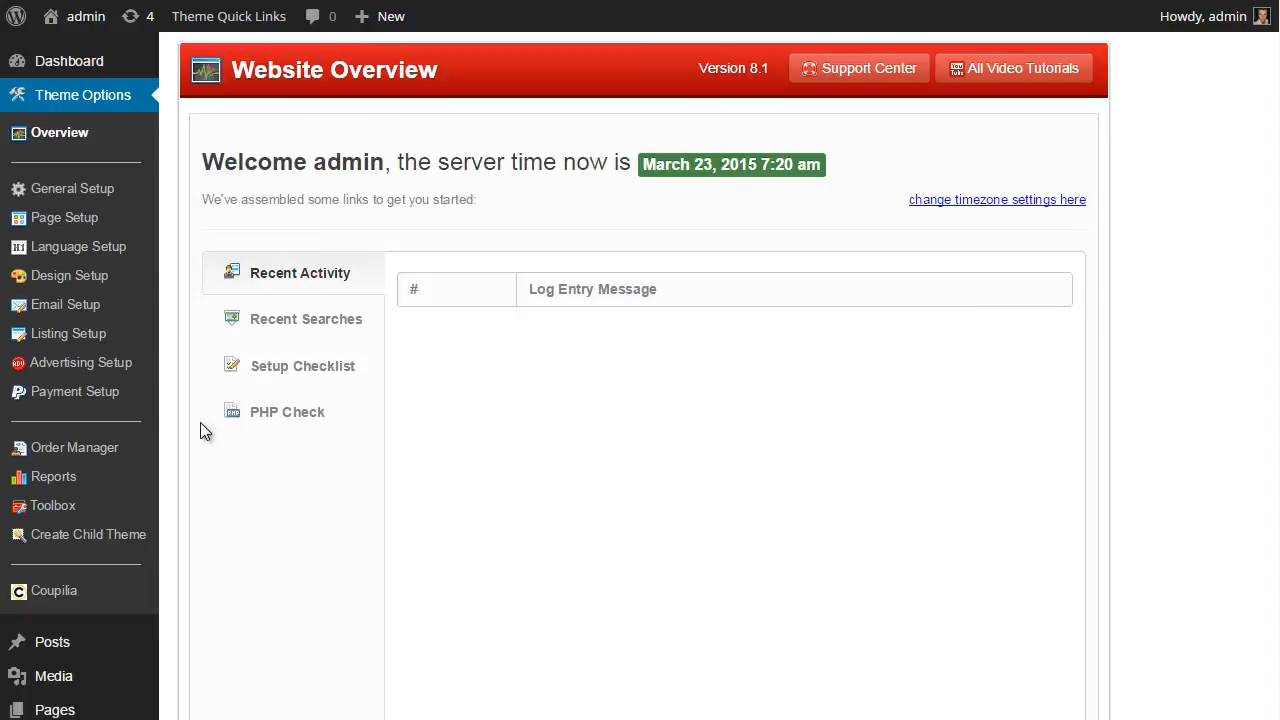 admin 4 Theme Quick Links 0 New Howdy, admin
Dashboard
Theme Options
Overview
General Setup
Page Setup
Language Setup
Design Setup
Email Setup
Listing Setup
Advertising Setup
Payment Setup
Order Manager
Reports
Toolbox
Create Child Theme
Coupilia
Posts
Media
Pages
Website Overview Version 8.1 Support Center All Video Tutorials
Welcome admin, the server time now is March 23, 2015 7:20 am
We've assembled some links to get you started: change timezone settings here
Recent Activity
Recent Searches
Setup Checklist
PHP Check
# Log Entry Message